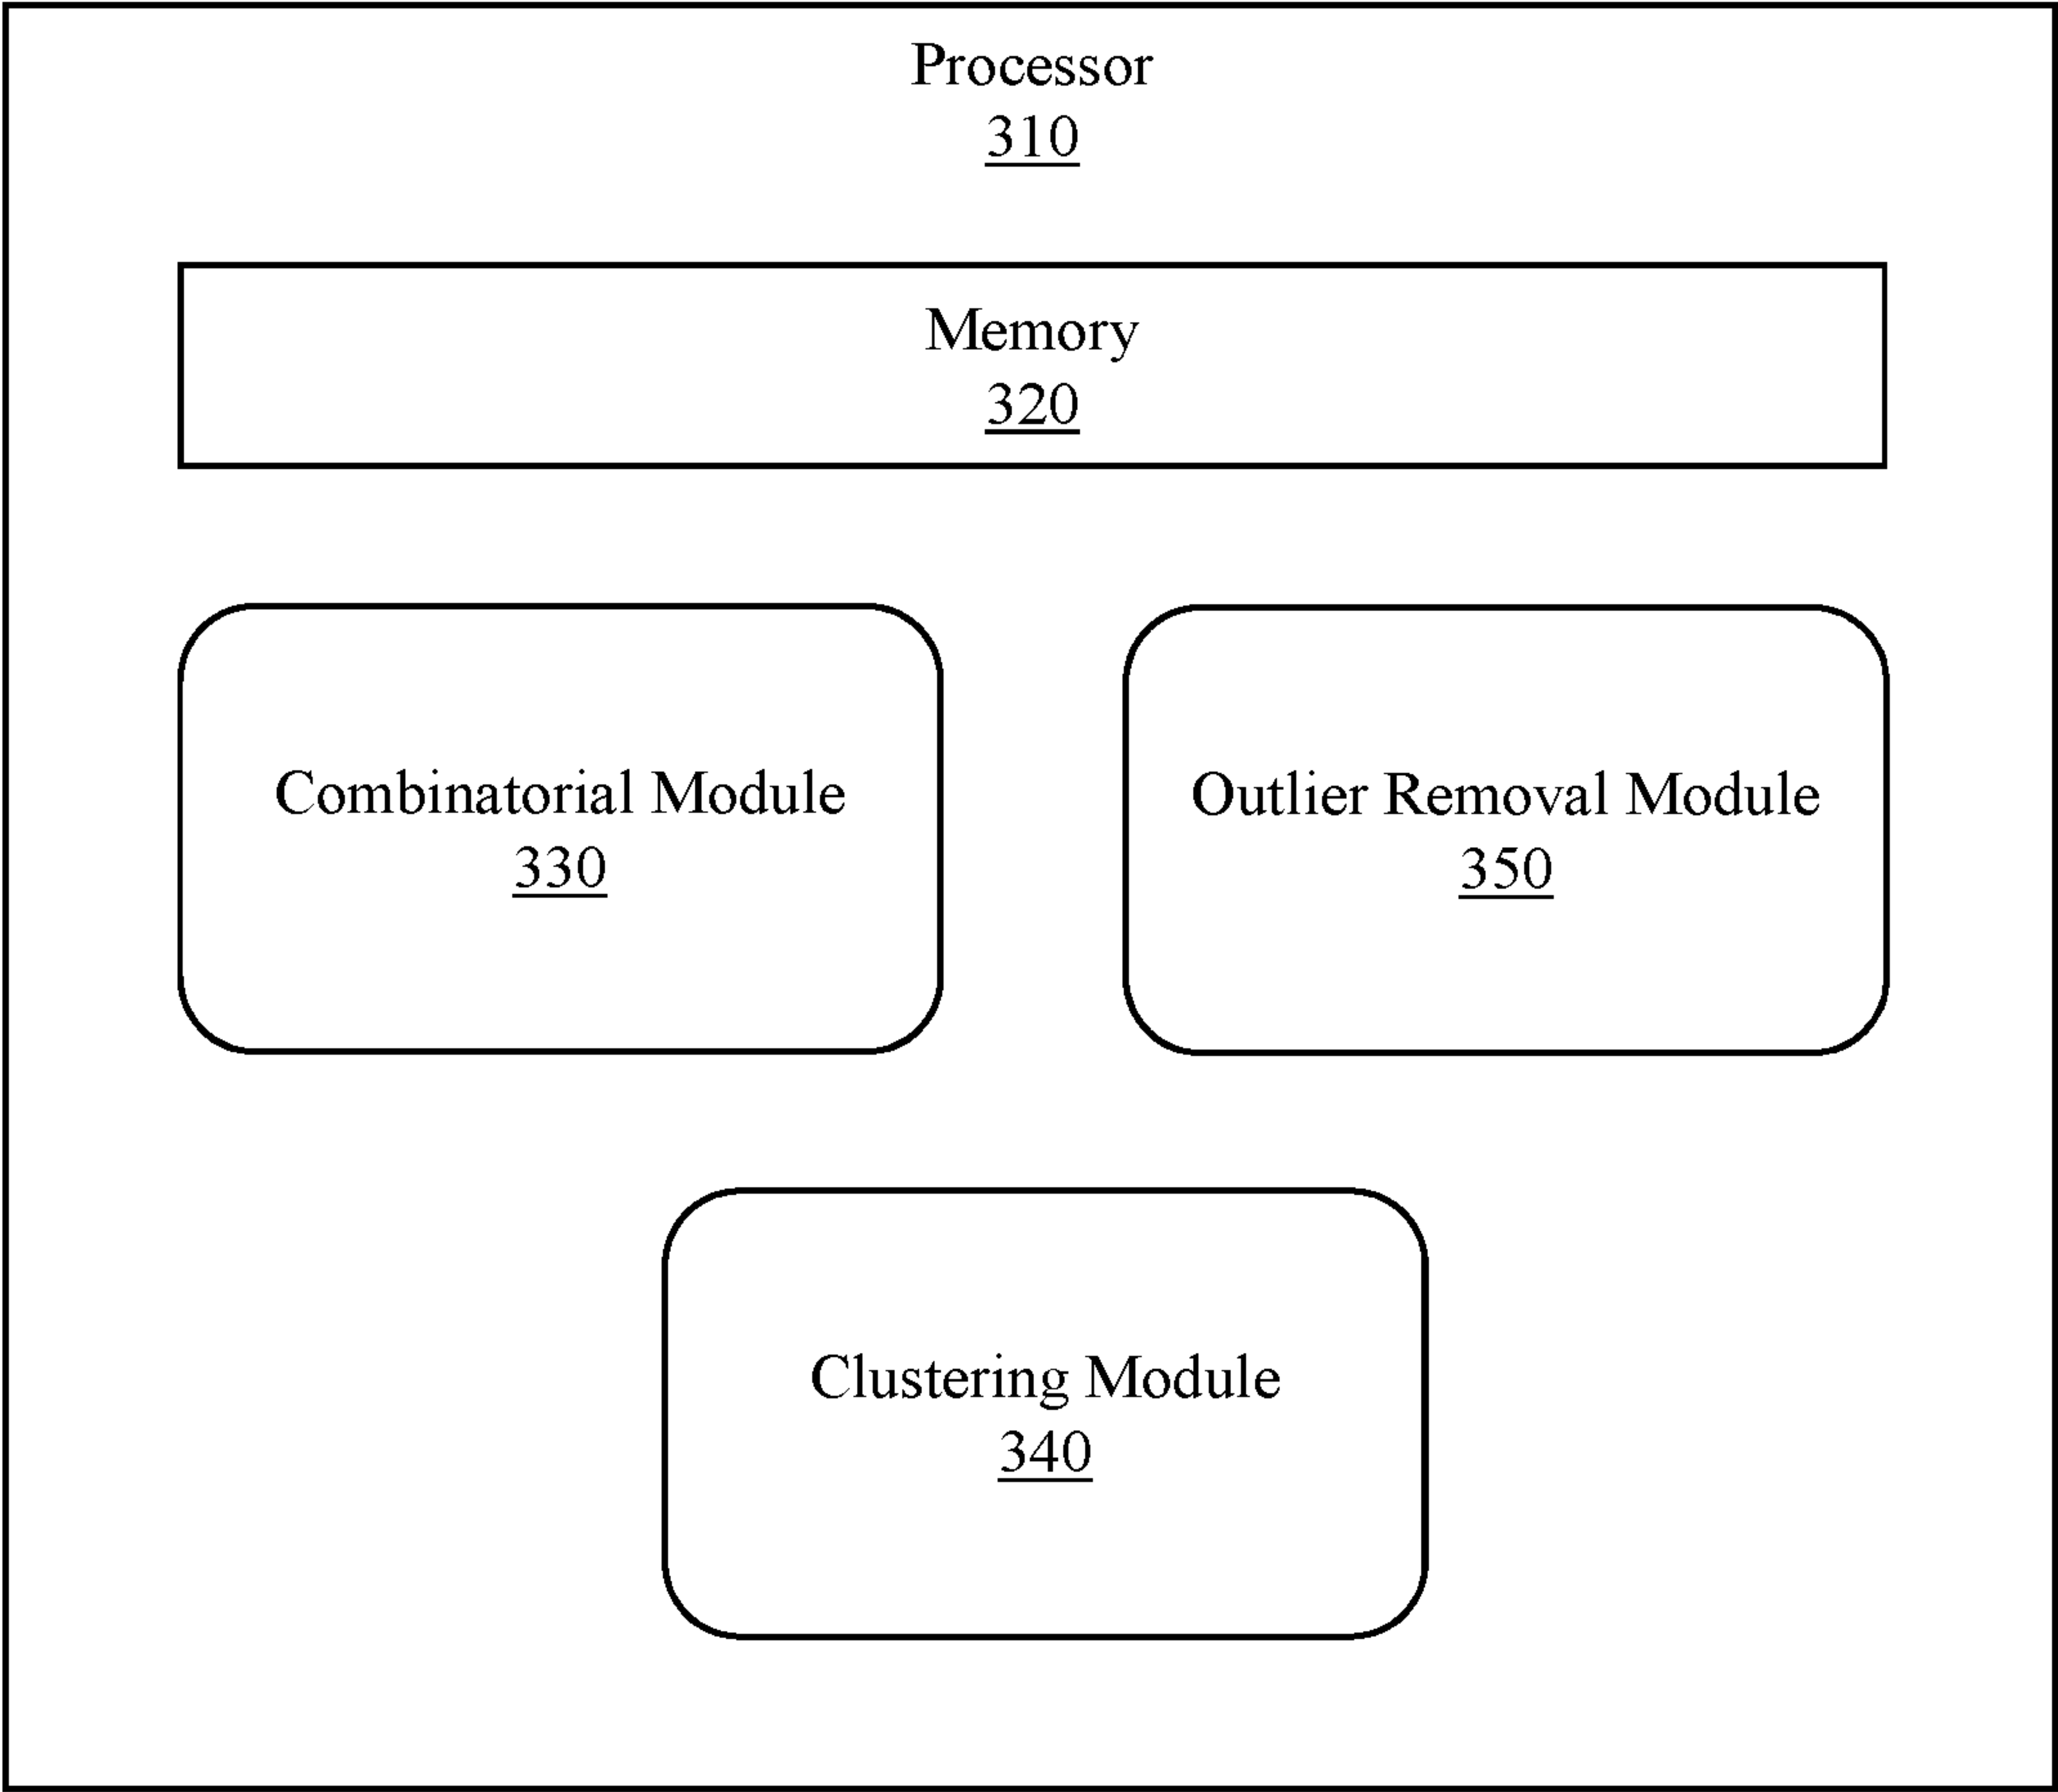 Processor
310
Memory
320
Combinatorial Module
330
Outlier Removal Module
350
Clustering Module
340